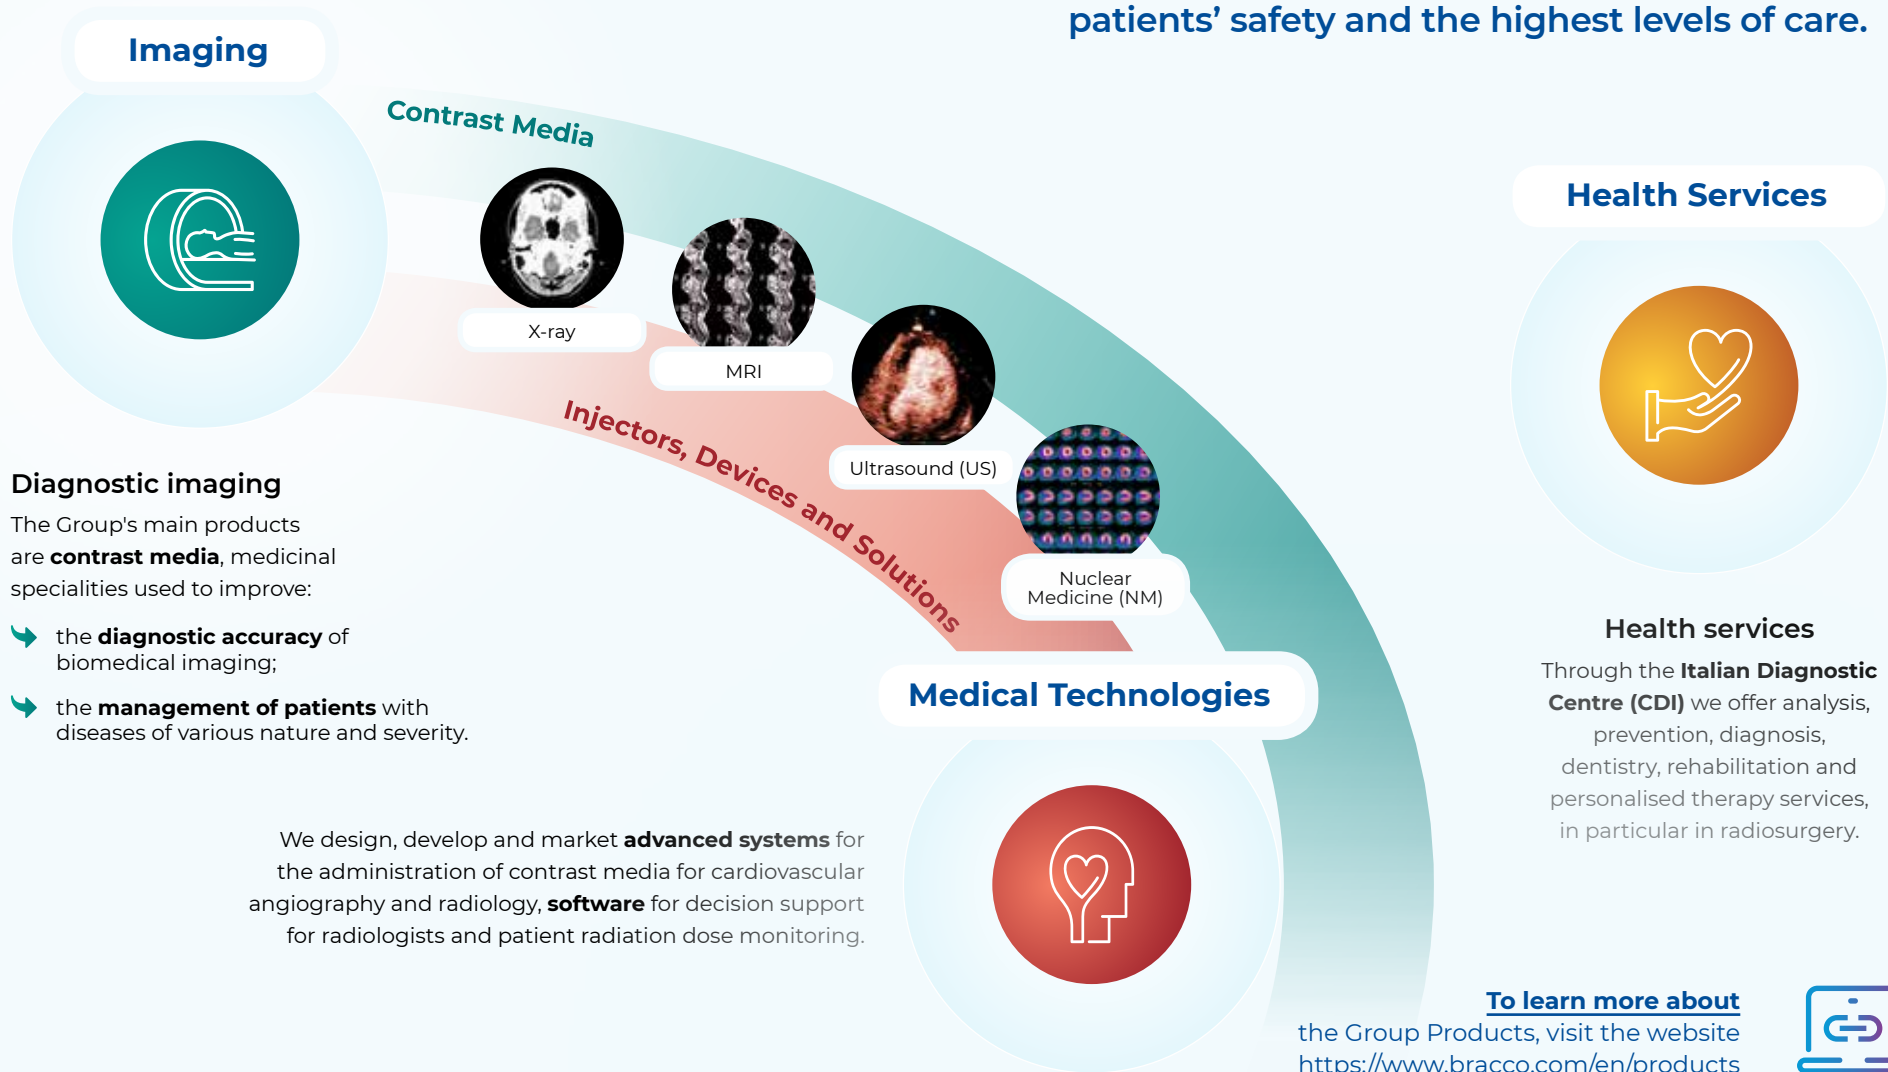 patients’ safety and the highest levels of care.
Imaging
Contrast Media
X-ray
MRI
Ultrasound (US)
Nuclear
Medicine (NM)
Injectors, Devices and Solutions
Diagnostic imaging
The Group's main products
are contrast media, medicinal
specialities used to improve:
the diagnostic accuracy of
biomedical imaging;
the management of patients with
diseases of various nature and severity.
Medical Technologies
We design, develop and market advanced systems for
the administration of contrast media for cardiovascular
angiography and radiology, software for decision support
for radiologists and patient radiation dose monitoring.
Health Services
Health services
Through the Italian Diagnostic
Centre (CDI) we offer analysis,
prevention, diagnosis,
dentistry, rehabilitation and
personalised therapy services,
in particular in radiosurgery.
To learn more about
the Group Products, visit the website
https://www.bracco.com/en/products